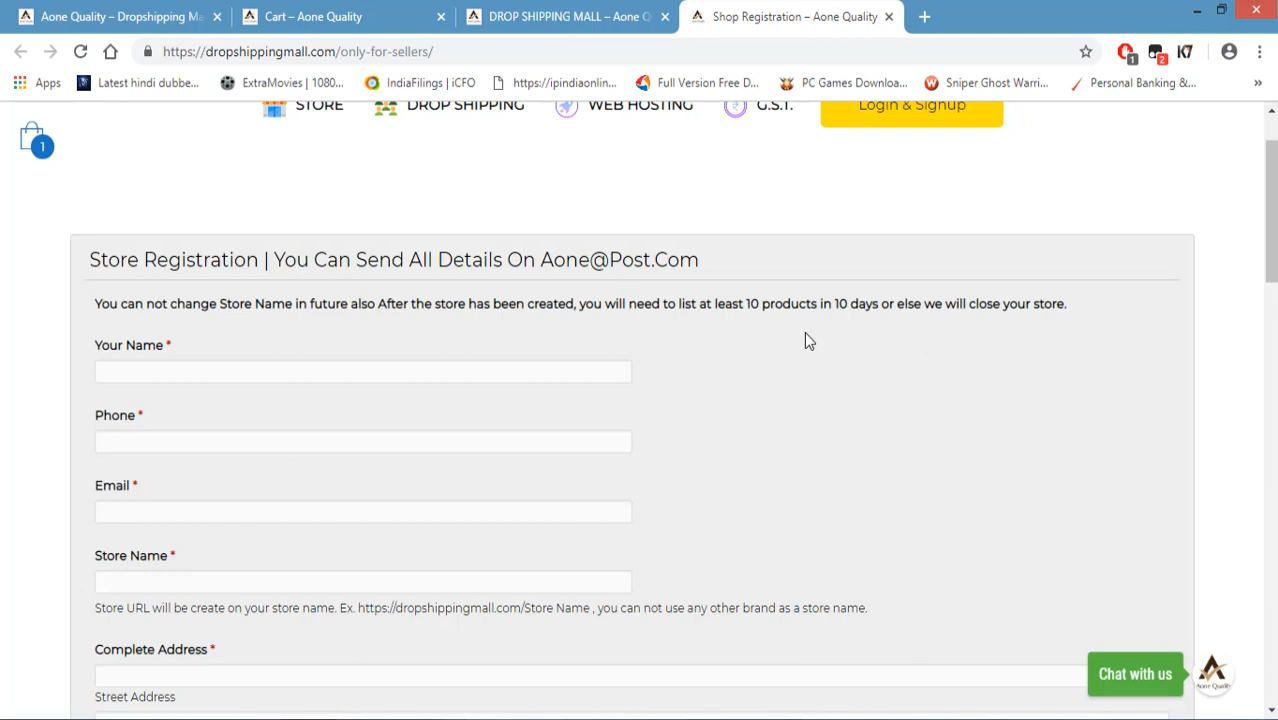 Aone Quality – Dropshipping Ma
Cart – Aone Quality
DROP SHIPPING MALL – Aone Q
Shop Registration – Aone Quality
https://dropshippingmall.com/only-for-sellers/
1
2
K7
Apps
Latest hindi dubbe...
ExtraMovies | 1080...
IndiaFilings | iCFO
https://ipindiaonlin...
Full Version Free D...
PC Games Downloa...
Sniper Ghost Warri...
Personal Banking &...
»
STORE
DROP SHIPPING
WEB HOSTING
G.S.T.
Login & Signup
1
Store Registration | You Can Send All Details On Aone@Post.Com
You can not change Store Name in future also After the store has been created, you will need to list at least 10 products in 10 days or else we will close your store.
Your Name *
Phone *
Email *
Store Name *
Store URL will be create on your store name. Ex. https://dropshippingmall.com/Store Name , you can not use any other brand as a store name.
Complete Address *
Street Address
Chat with us
Aone Quality